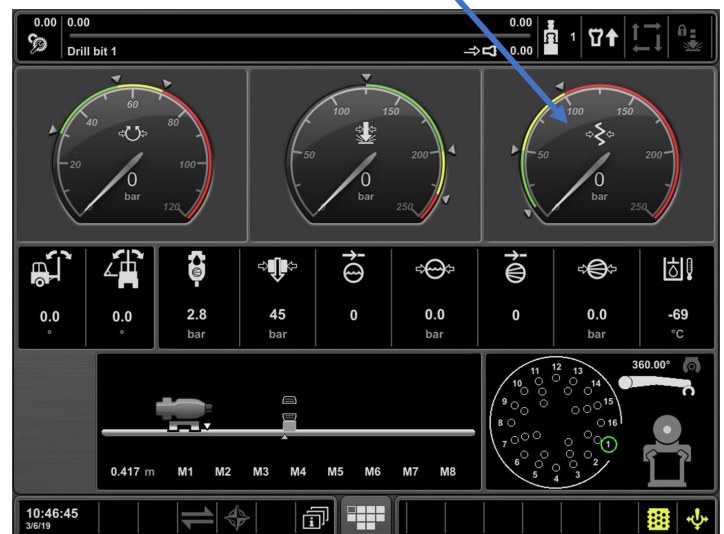 0.00 0.00 0.00
Drill bit 1 0.00
1
0 20 40 60 80 100 120
0
bar
0 50 100 150 200 250
0
bar
0 50 100 150 200 250
0
bar
0.0 0.0 2.8 45 0 0.0 0 0.0 -69
° ° bar bar bar bar °C
360.00°
1 2 3 4 5 6 7 8 9 10 11 12 13 14 15 16
0.417 m M1 M2 M3 M4 M5 M6 M7 M8
10:46:45
3/6/19